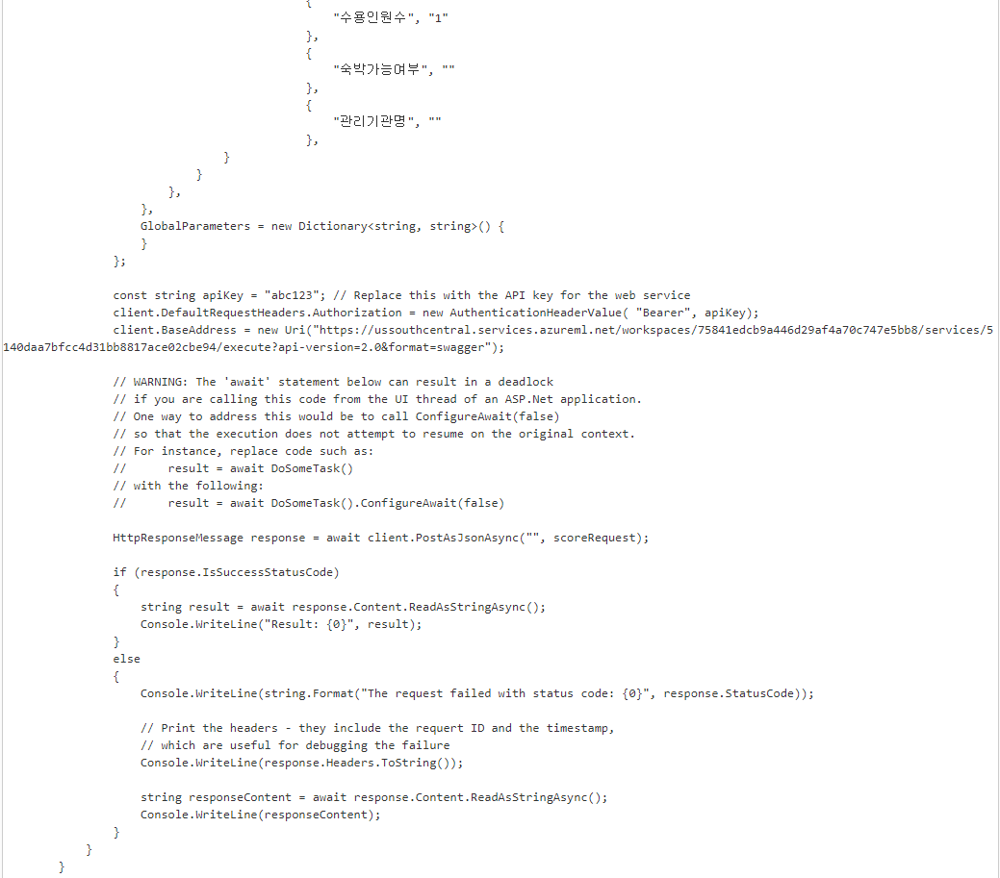 {
"수용인원수", "1"
},
{
"숙박가능여부", ""
},
{
"관리기관명", ""
},
}
}
},
},
GlobalParameters = new Dictionary<string, string>() {
}
};
const string apiKey = "abc123"; // Replace this with the API key for the web service
client.DefaultRequestHeaders.Authorization = new AuthenticationHeaderValue( "Bearer", apiKey);
client.BaseAddress = new Uri("https://ussouthcentral.services.azureml.net/workspaces/75841edcb9a446d29af4a70c747e5bb8/services/5
140daa7bfcc4d31bb8817ace02cbe94/execute?api-version=2.0&format=swagger");
// WARNING: The 'await' statement below can result in a deadlock
// if you are calling this code from the UI thread of an ASP.Net application.
// One way to address this would be to call ConfigureAwait(false)
// so that the execution does not attempt to resume on the original context.
// For instance, replace code such as:
//      result = await DoSomeTask()
// with the following:
//      result = await DoSomeTask().ConfigureAwait(false)
HttpResponseMessage response = await client.PostAsJsonAsync("", scoreRequest);
if (response.IsSuccessStatusCode)
{
string result = await response.Content.ReadAsStringAsync();
Console.WriteLine("Result: {0}", result);
}
else
{
Console.WriteLine(string.Format("The request failed with status code: {0}", response.StatusCode));
// Print the headers - they include the requert ID and the timestamp,
// which are useful for debugging the failure
Console.WriteLine(response.Headers.ToString());
string responseContent = await response.Content.ReadAsStringAsync();
Console.WriteLine(responseContent);
}
}
}